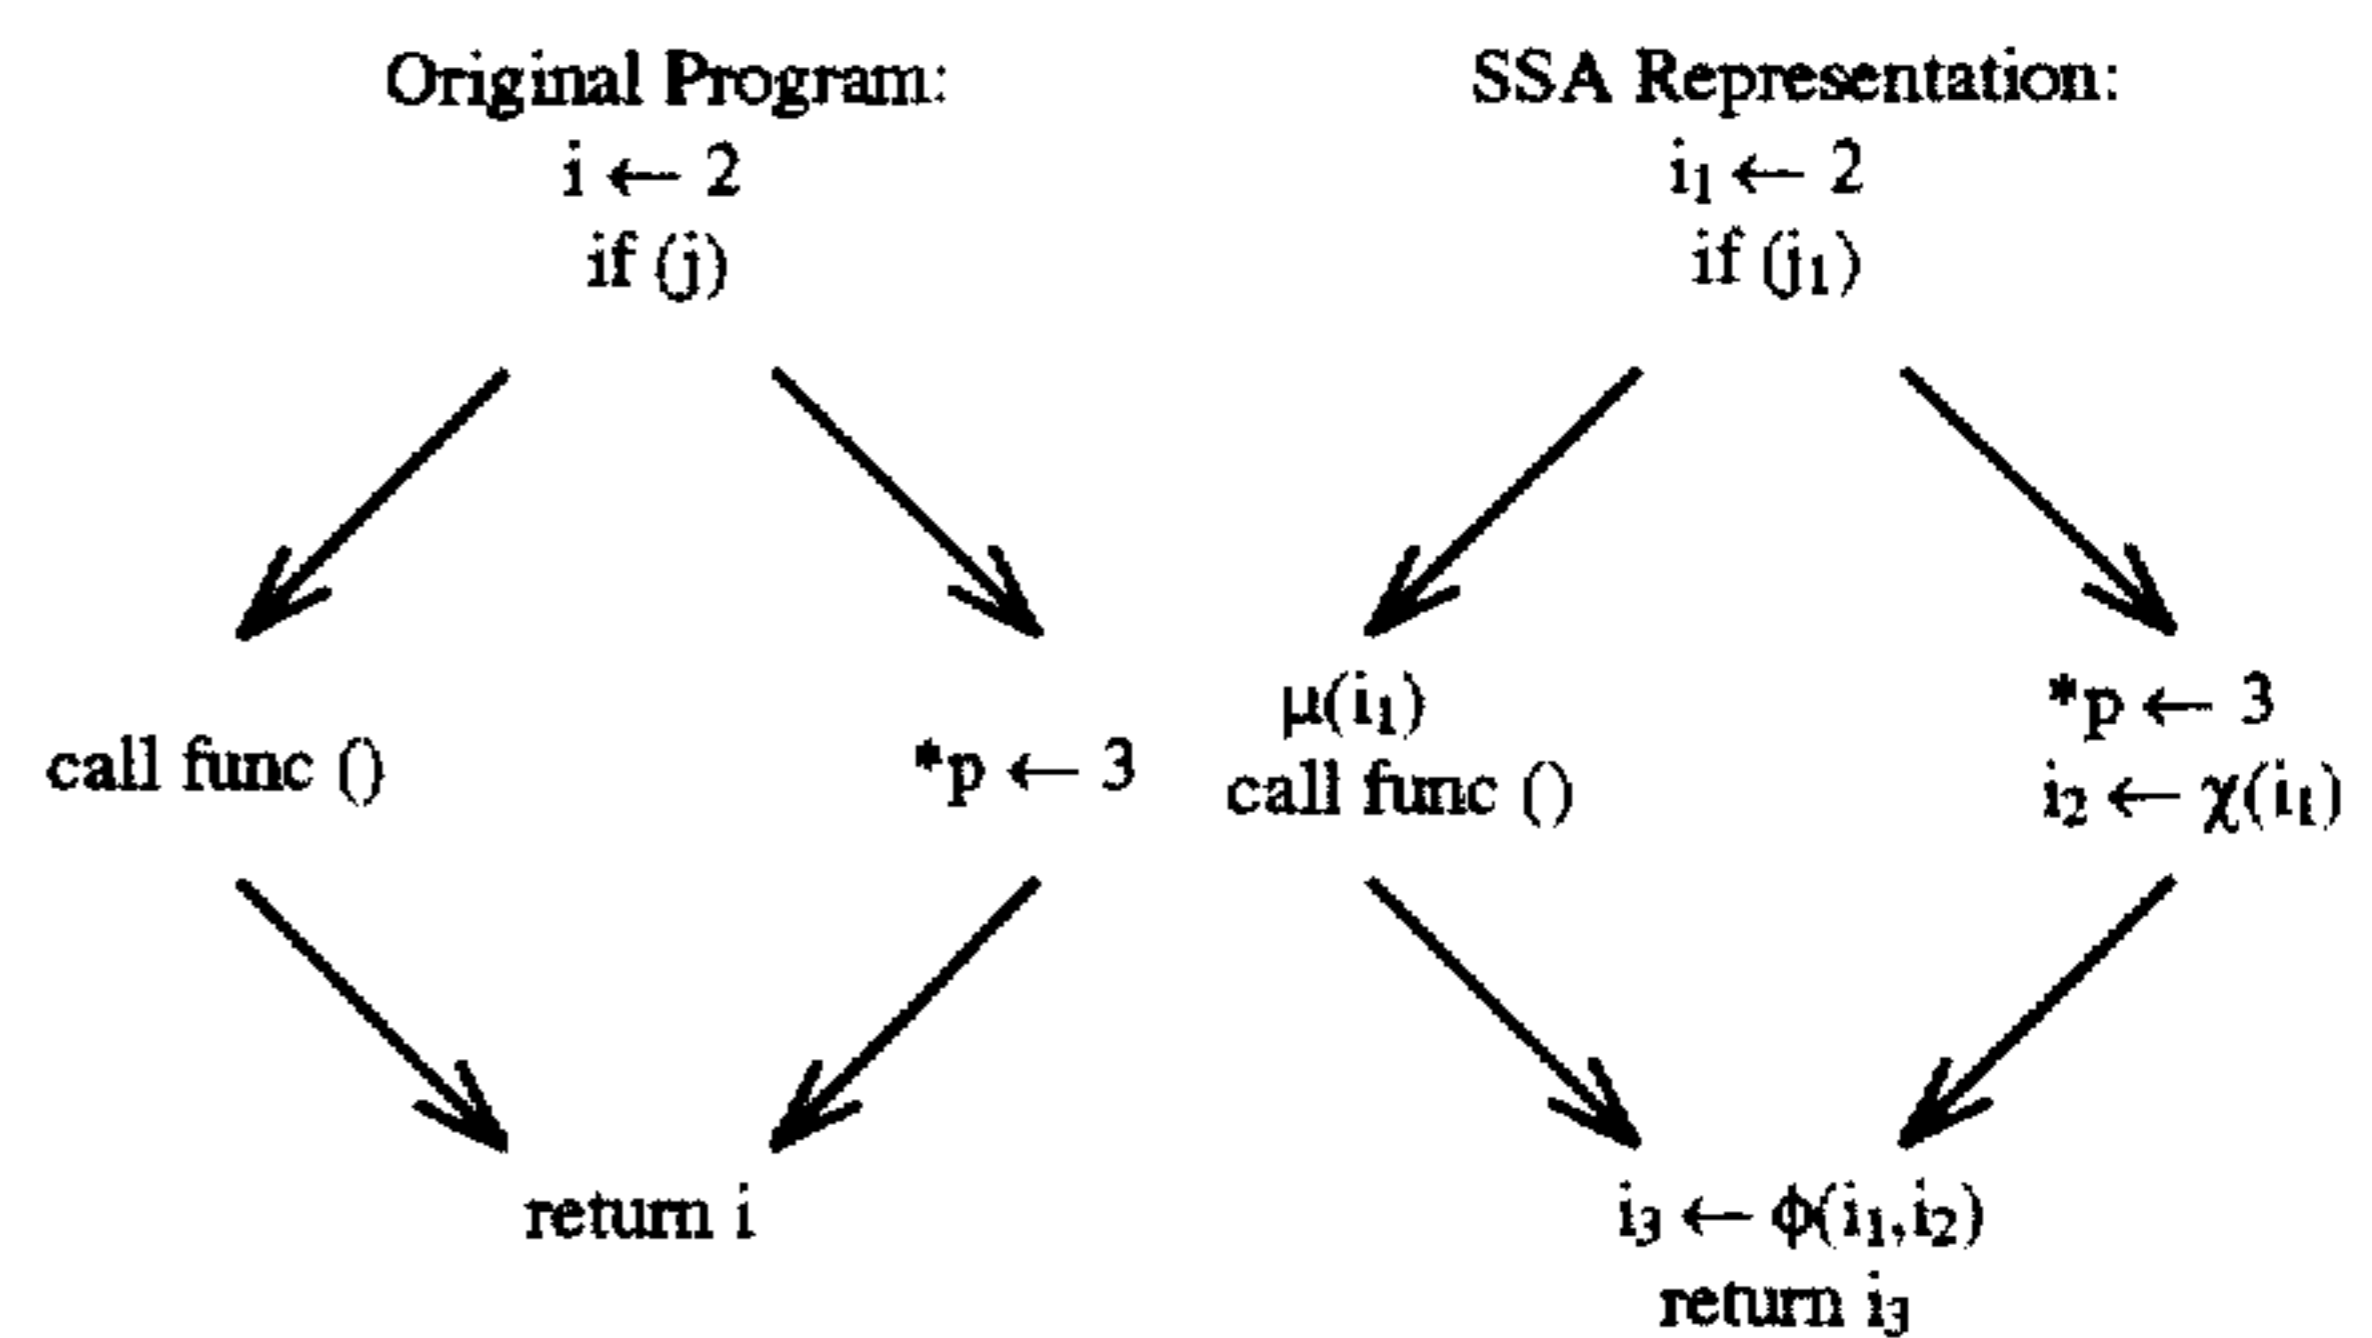 Original Program:
i ← 2
if (j)
call func ()
*p ← 3
return i
SSA Representation:
i₁ ← 2
if (j₁)
μ(i₁)
call func ()
*p ← 3
i₂ ← χ(i₁)
i₃ ← ϕ(i₁,i₂)
return i₃